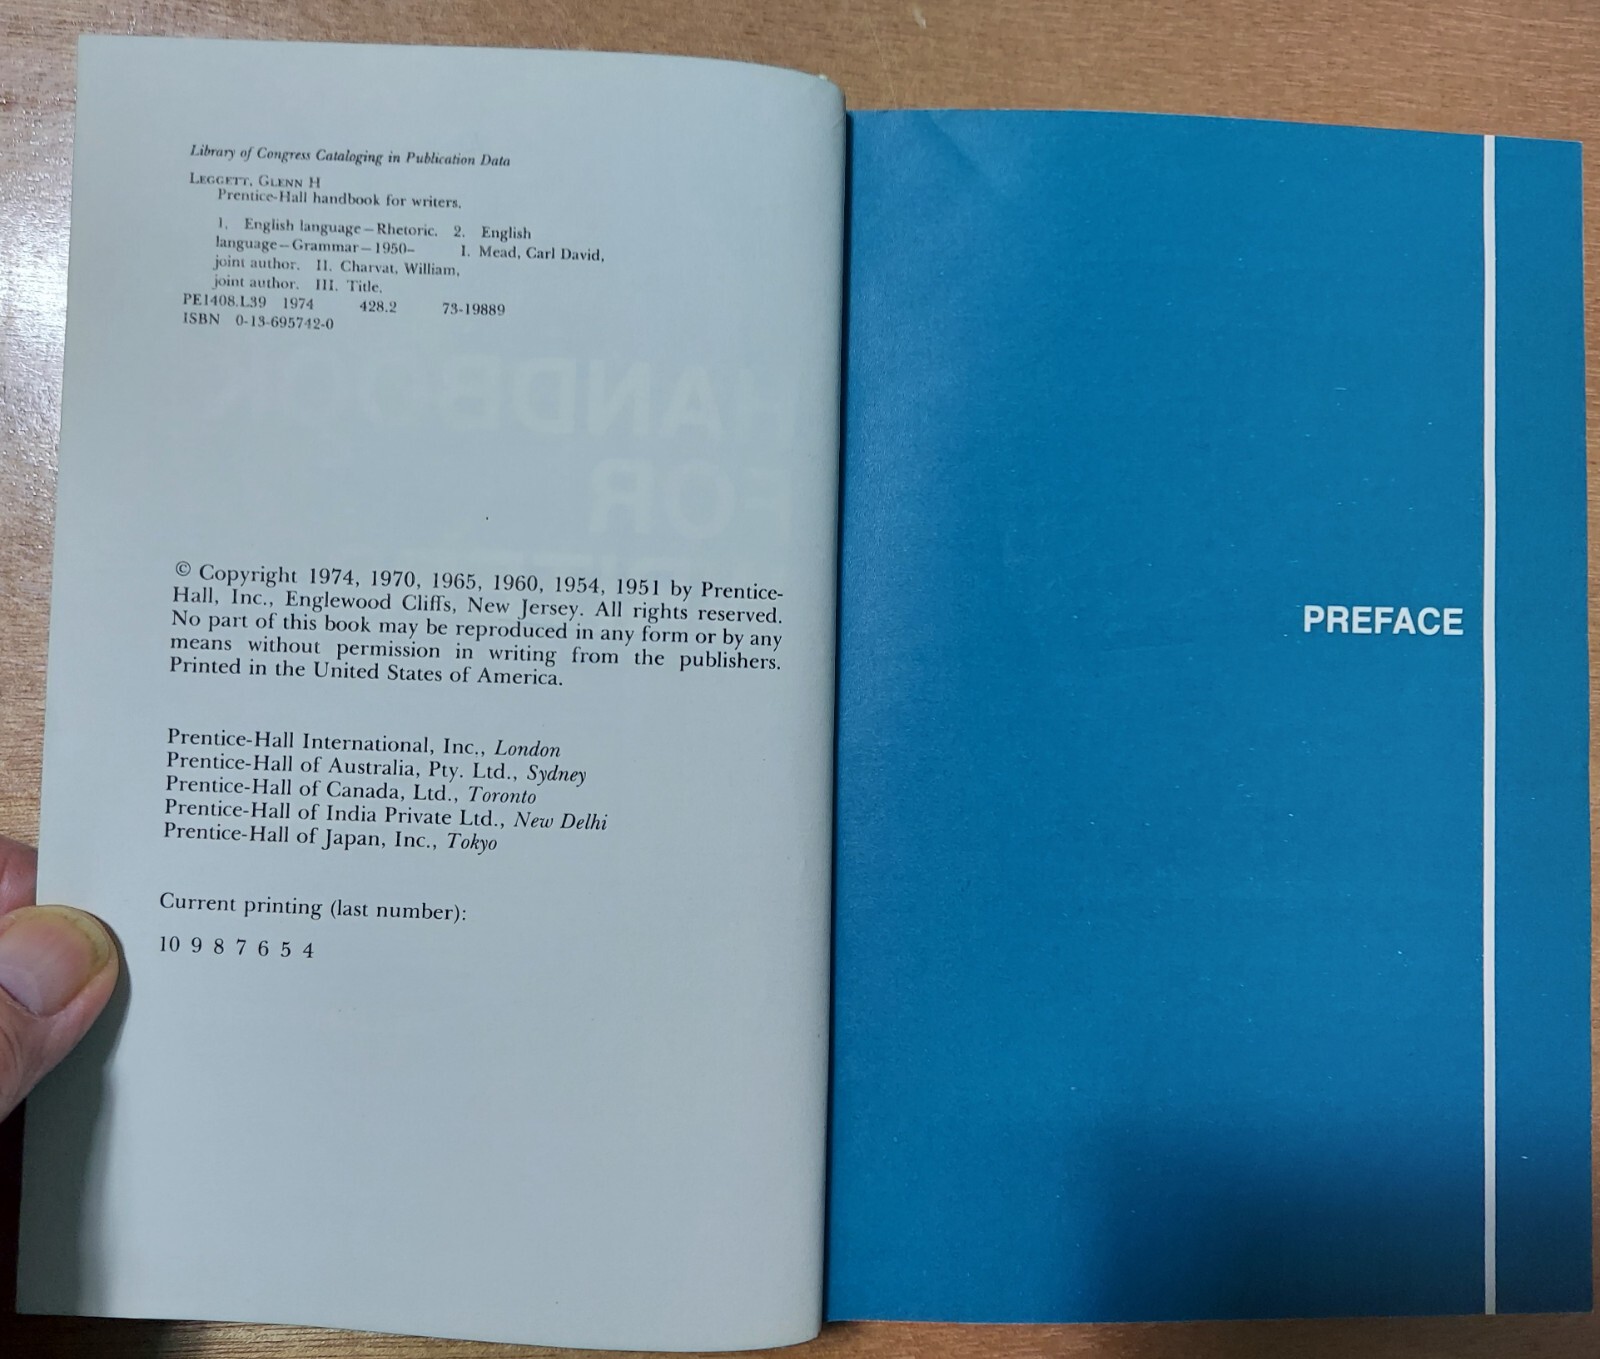 Library of Congress Cataloging in Publication Data
LEGGETT, GLENN H
Prentice-Hall handbook for writers.
1. English language—Rhetoric. 2. English
language—Grammar—1950- I. Mead, Carl David,
joint author. II. Charvat, William,
joint author. III. Title.
PE1408.L39 1974 428.2 73-19889
ISBN 0-13-695742-0
© Copyright 1974, 1970, 1965, 1960, 1954, 1951 by Prentice-
Hall, Inc., Englewood Cliffs, New Jersey. All rights reserved.
No part of this book may be reproduced in any form or by any
means without permission in writing from the publishers.
Printed in the United States of America.
Prentice-Hall International, Inc., London
Prentice-Hall of Australia, Pty. Ltd., Sydney
Prentice-Hall of Canada, Ltd., Toronto
Prentice-Hall of India Private Ltd., New Delhi
Prentice-Hall of Japan, Inc., Tokyo
Current printing (last number):
10 9 8 7 6 5 4
PREFACE